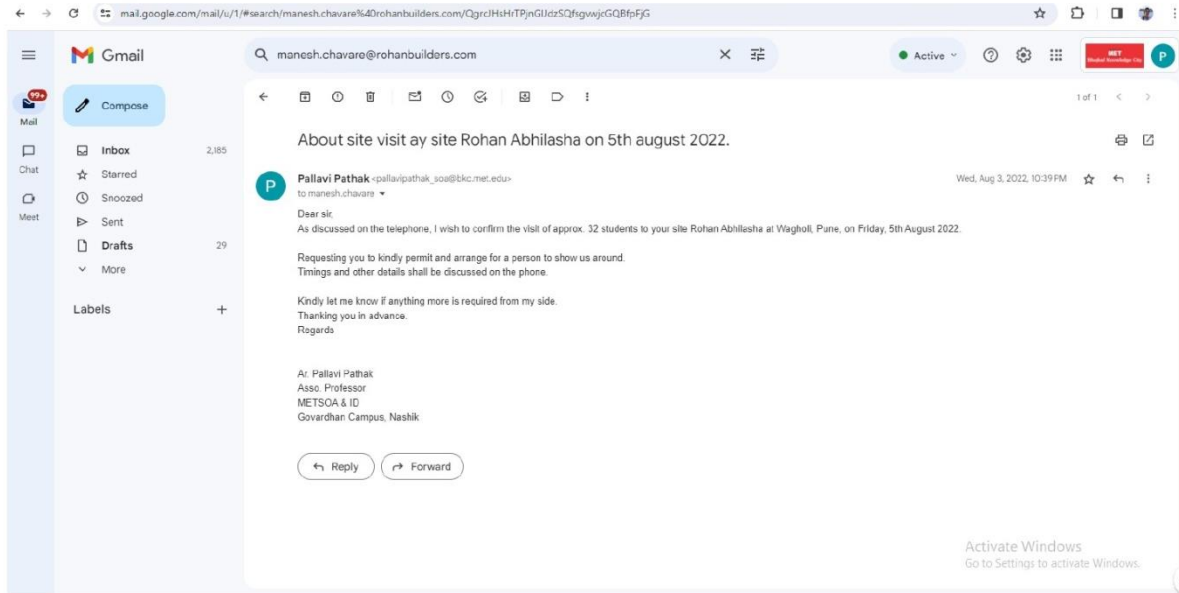 mail.google.com/mail/u/1/#search/manesh.chavare%40rohanbuilders.com/QgrcJHsHrTPjnGlJdzSQfsgvwjcGQBfpFjG
Gmail
manesh.chavare@rohanbuilders.com
Active
MET
P
99+
Mail
Compose
1 of 1
Chat
Meet
Inbox 2,185
Starred
Snoozed
Sent
Drafts 29
More
Labels +
About site visit ay site Rohan Abhilasha on 5th august 2022.
P
Pallavi Pathak <pallavipathak_soa@bkc.met.edu>
Wed, Aug 3, 2022, 10:39 PM
to manesh.chavare
Dear sir,
As discussed on the telephone, I wish to confirm the visit of approx. 32 students to your site Rohan Abhilasha at Wagholi, Pune, on Friday, 5th August 2022.
Requesting you to kindly permit and arrange for a person to show us around.
Timings and other details shall be discussed on the phone.
Kindly let me know if anything more is required from my side.
Thanking you in advance.
Regards
Ar. Pallavi Pathak
Asso. Professor
METSOA & ID
Govardhan Campus, Nashik
Reply
Forward
Activate Windows
Go to Settings to activate Windows.